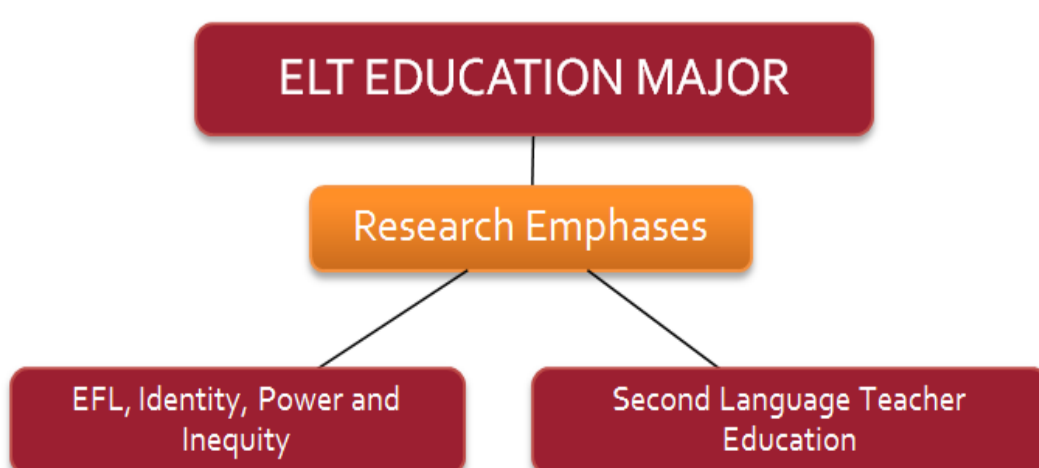 ELT EDUCATION MAJOR
Research Emphases
EFL, Identity, Power and
Inequity
Second Language Teacher
Education